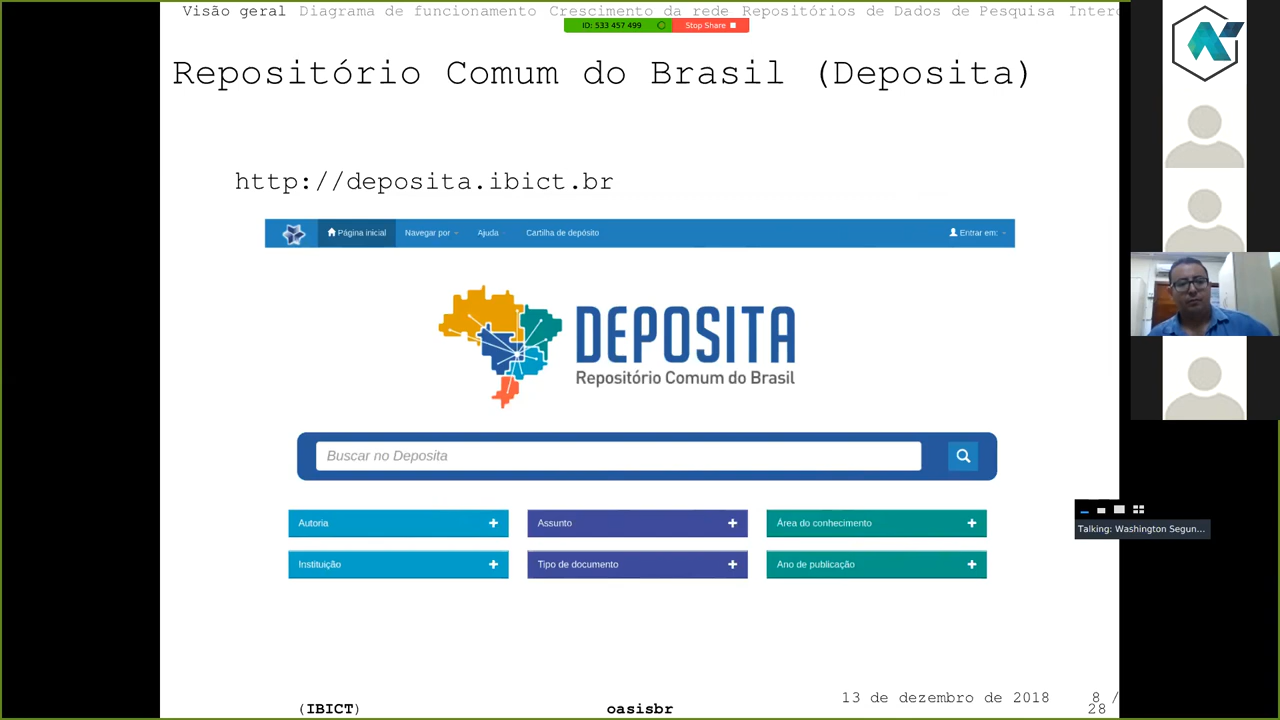 Visão geral Diagrama de funcionamento Crescimento da rede Repositórios de Dados de Pesquisa
ID: 533 457 499 Stop Share
Repositório Comum do Brasil (Deposita)
http://deposita.ibict.br
Página inicial Navegar por Ajuda Cartilha de depósito Entrar em:
DEPOSITA
Repositório Comum do Brasil
Buscar no Deposita
Autoria Assunto Área do conhecimento
Instituição Tipo de documento Ano de publicação
Talking: Washington Segun...
(IBICT) oasisbr 13 de dezembro de 2018 8 / 28